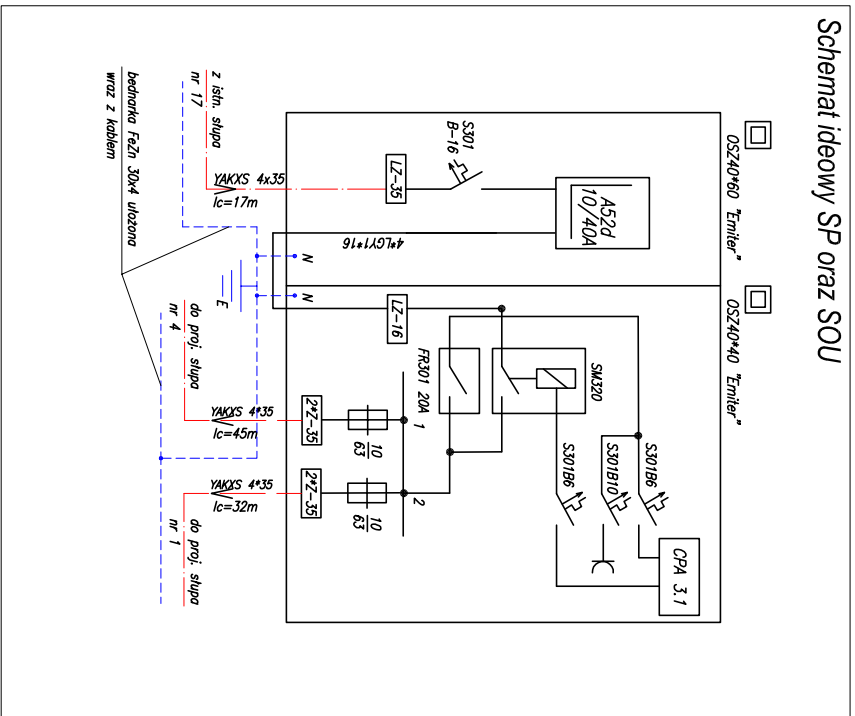 Schemat ideowy SP oraz SOU
OSZ40*60 "Emiter"
OSZ40*40 "Emiter"
A52d
10/40A
S301
B-16
LZ-35
YAKXS 4x35
lc=17m
z istn. słupa
nr 17
bednarka FeZn 30x4 ułożona
wraz z kablem
4*LGY1*16
N
N
E
LZ-16
SM320
FR301 20A
S301B6
S301B10
S301B6
CPA 3.1
1
2
10
63
10
63
2*Z-35
2*Z-35
YAKXS 4*35
lc=45m
do proj. słupa
nr 4
YAKXS 4*35
lc=32m
do proj. słupa
nr 1